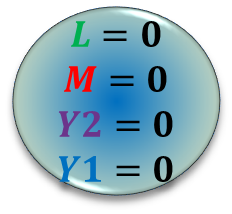 L = 0
M = 0
Y2 = 0
Y1 = 0